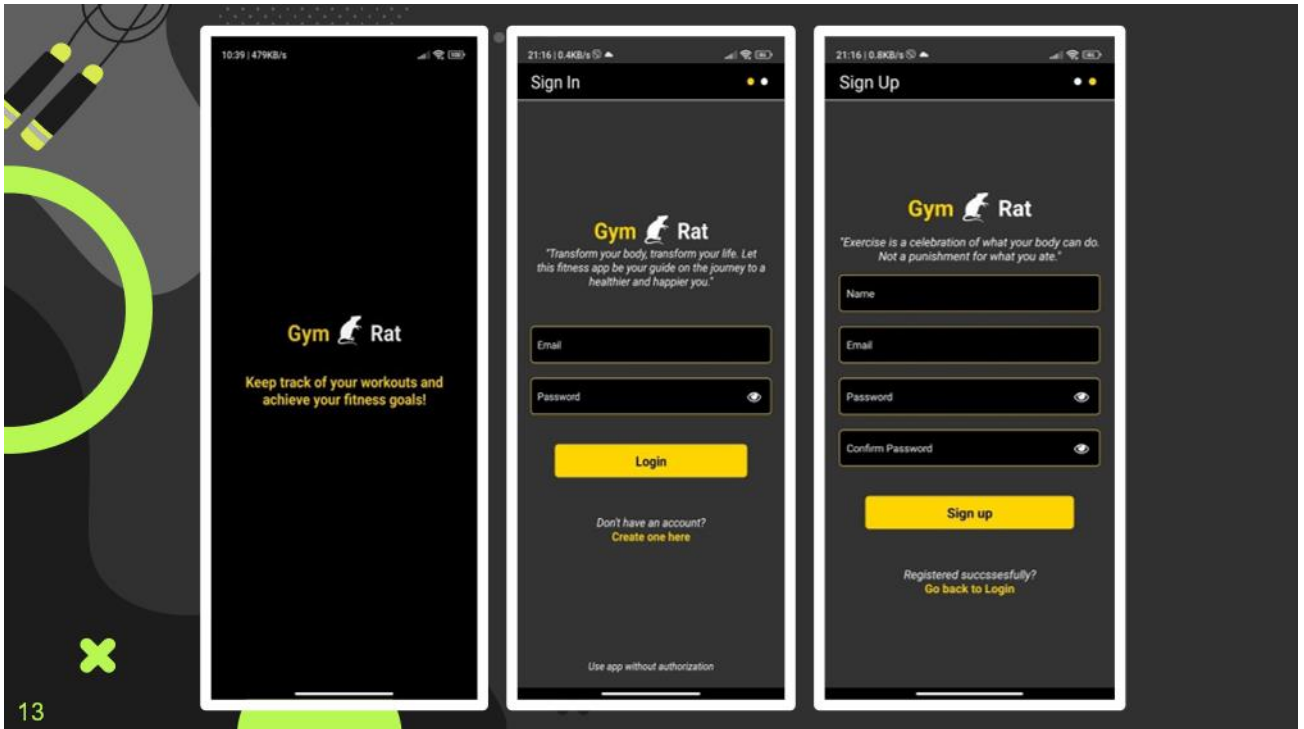 10:39 | 479KB/s
Gym Rat
Keep track of your workouts and
achieve your fitness goals!
21:16 | 0.4KB/s
Sign In
Gym Rat
"Transform your body, transform your life. Let
this fitness app be your guide on the journey to a
healthier and happier you."
Email
Password
Login
Don't have an account?
Create one here
Use app without authorization
21:16 | 0.8KB/s
Sign Up
Gym Rat
"Exercise is a celebration of what your body can do.
Not a punishment for what you ate."
Name
Email
Password
Confirm Password
Sign up
Registered succssesfully?
Go back to Login
13